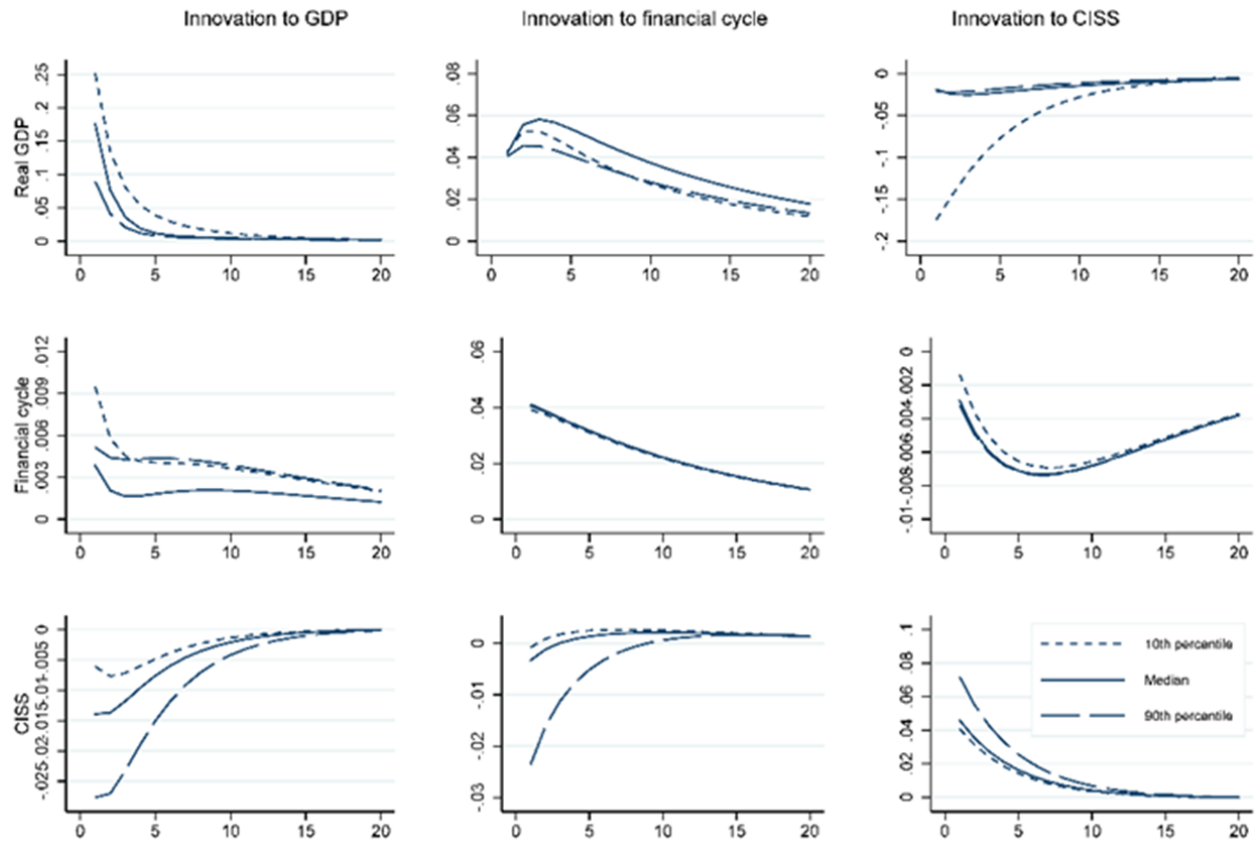 Innovation to GDP
Innovation to financial cycle
Innovation to CISS
Real GDP
0 .05 .1 .15 .2 .25
0 5 10 15 20
0 .02 .04 .06 .08
0 5 10 15 20
-.2 -.15 -.1 -.05 0
0 5 10 15 20
Financial cycle
0 .003 .006 .009 .012
0 5 10 15 20
0 .02 .04 .06
0 5 10 15 20
-.01-.008-.006-.004-.002 0
0 5 10 15 20
CISS
-.025-.02-.015-.01-.005 0
0 5 10 15 20
-.03 -.02 -.01 0
0 5 10 15 20
0 .02 .04 .06 .08 .1
0 5 10 15 20
10th percentile
Median
90th percentile